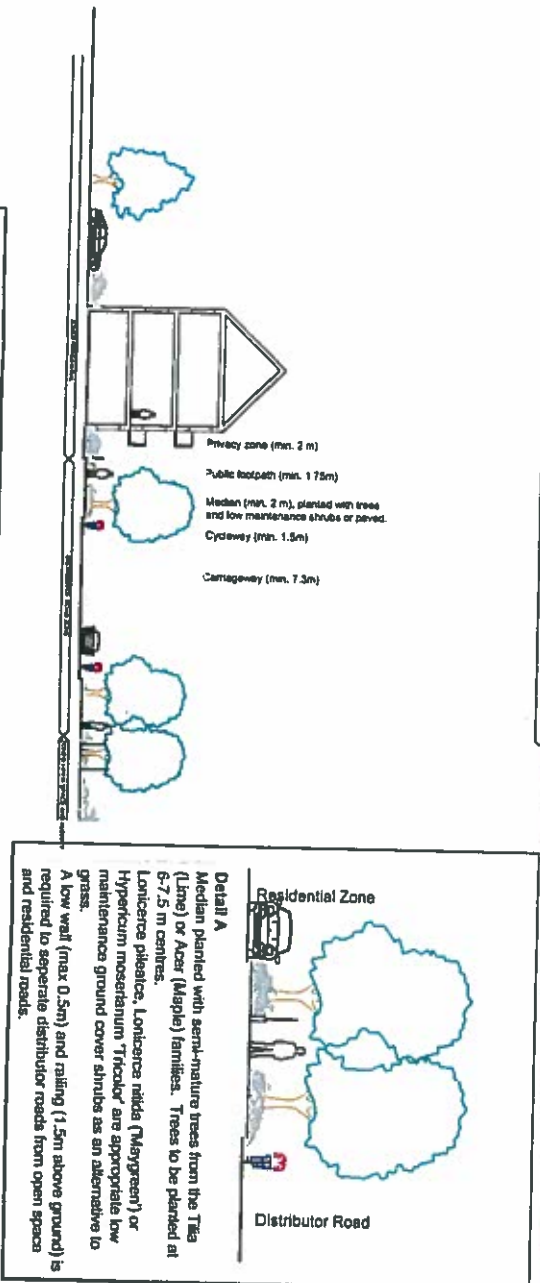 Privacy zone (min. 2 m)
Public footpath (min. 1 75m)
Median (min. 2 m), planted with trees
and low maintenance shrubs or paved.
Cycleway (min. 1.5m)
Carriageway (min. 7.3m)
Residential Zone
Distributor Road
Detail A
Median planted with semi-mature trees from the Tilia
(Lime) or Acer (Maple) families. Trees to be planted at
6-7.5 m centres.
Lonicerce pileatce, Lonicerce nitida ('Maygreen') or
Hypericum moserianum 'Tricolor' are appropriate low
maintenance ground cover shrubs as an alternative to
grass.
A low wall (max 0.5m) and railing (1.5m above ground) is
required to seperate distributor roads from open space
and residential roads.